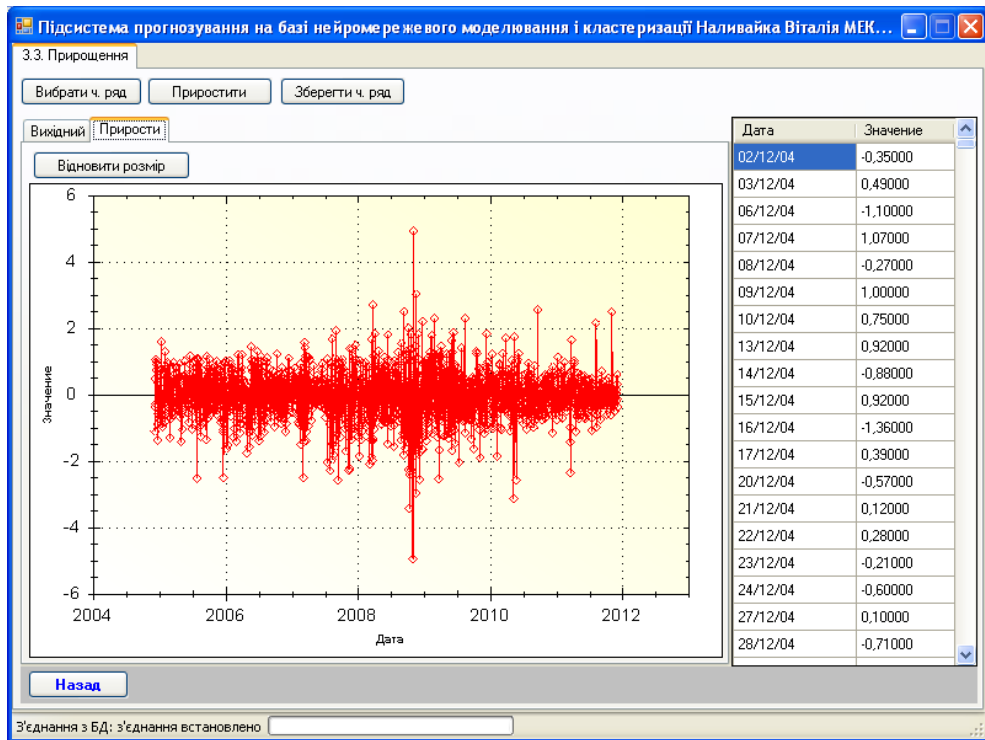 Підсистема прогнозування на базі нейромережевого моделювання і кластеризації Наливайка Віталія МЕК...
3.3. Прирощення
Вибрати ч. ряд Приростити Зберегти ч. ряд
Вихідний Прирости
Відновити розмір
6
4
2
0
-2
-4
-6
Значение
2004 2006 2008 2010 2012
Дата
Дата Значение
02/12/04 -0,35000
03/12/04 0,49000
06/12/04 -1,10000
07/12/04 1,07000
08/12/04 -0,27000
09/12/04 1,00000
10/12/04 0,75000
13/12/04 0,92000
14/12/04 -0,88000
15/12/04 0,92000
16/12/04 -1,36000
17/12/04 0,39000
20/12/04 -0,57000
21/12/04 0,12000
22/12/04 0,28000
23/12/04 -0,21000
24/12/04 -0,60000
27/12/04 0,10000
28/12/04 -0,71000
Назад
З'єднання з БД: з'єднання встановлено